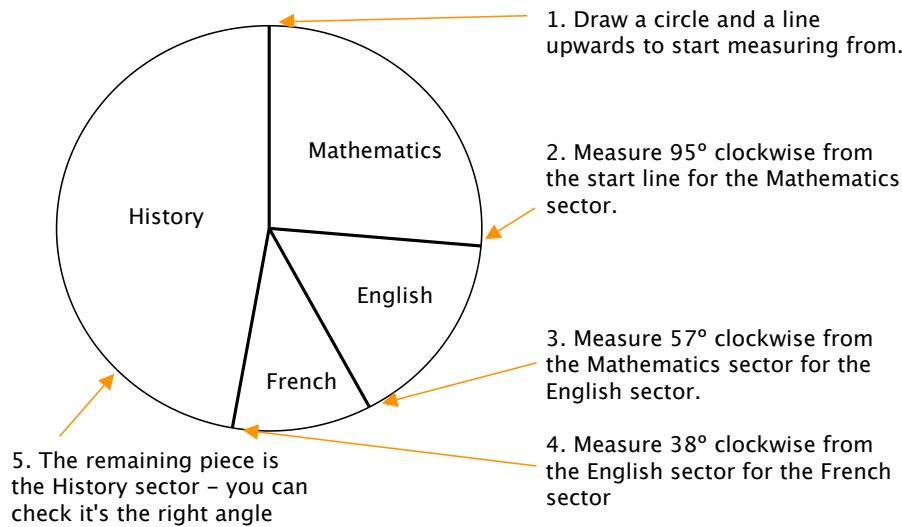 1. Draw a circle and a line
upwards to start measuring from.
Mathematics
2. Measure 95º clockwise from
the start line for the Mathematics
sector.
History
English
3. Measure 57º clockwise from
the Mathematics sector for the
English sector.
French
4. Measure 38º clockwise from
the English sector for the French
sector
5. The remaining piece is
the History sector – you can
check it's the right angle